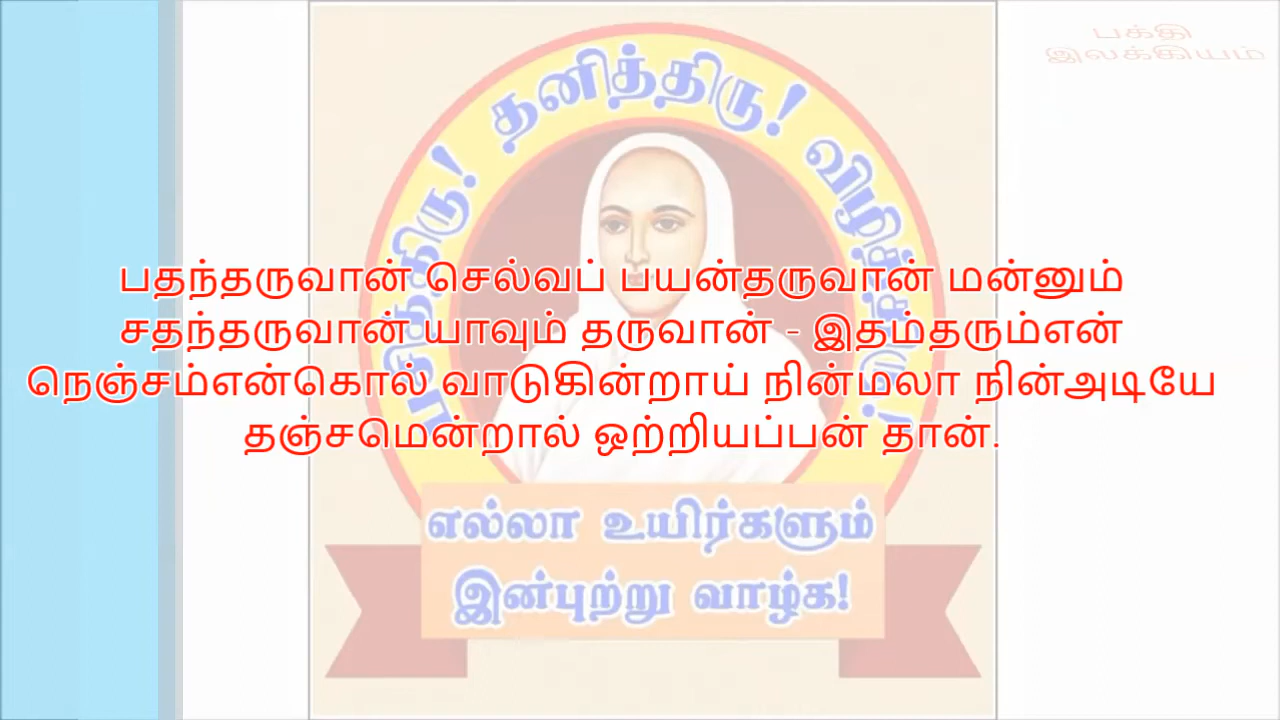 பக்தி
இலக்கியம்
பசித்திரு! தனித்திரு! விழித்திரு!
பதந்தருவான் செல்வப் பயன்தருவான் மன்னும்
சதந்தருவான் யாவும் தருவான் - இதம்தரும்என்
நெஞ்சம்என்கொல் வாடுகின்றாய் நின்மலா நின்அடியே
தஞ்சமென்றால் ஒற்றியப்பன் தான்.
எல்லா உயிர்களும்
இன்புற்று வாழ்க!